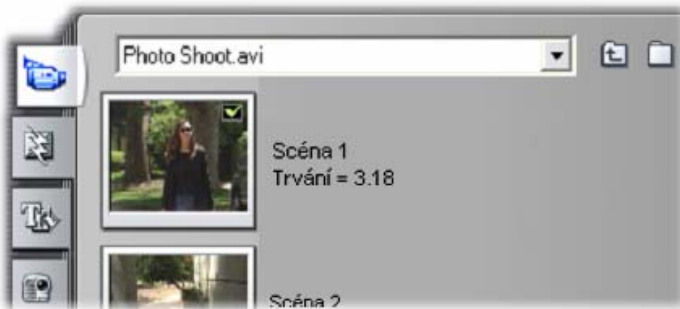 Photo Shoot.avi
Scéna 1
Trvání = 3.18
Scéna 2